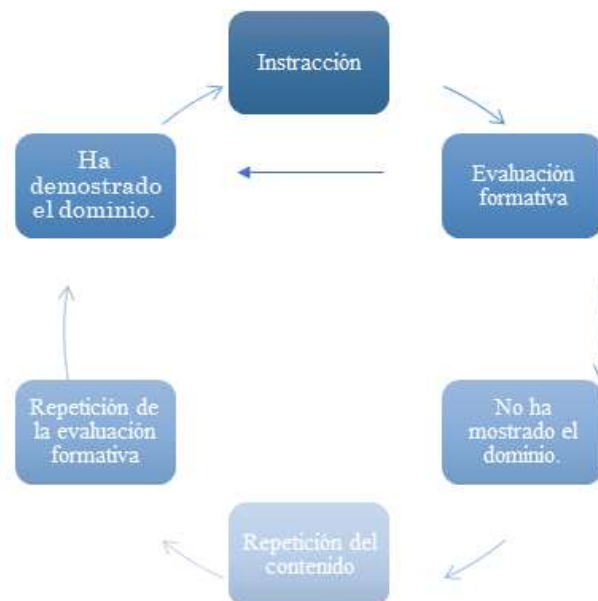 Instracción
Evaluación
formativa
No ha
mostrado el
dominio.
Repetición del
contenido
Repetición de
la evaluación
formativa
Ha
demostrado
el dominio.